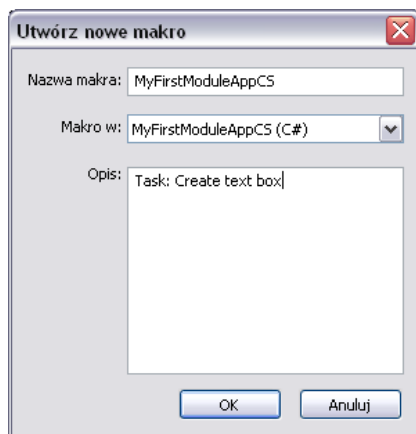 Utwórz nowe makro
Nazwa makra: MyFirstModuleAppCS
Makro w: MyFirstModuleAppCS (C#)
Opis: Task: Create text box
OK Anuluj